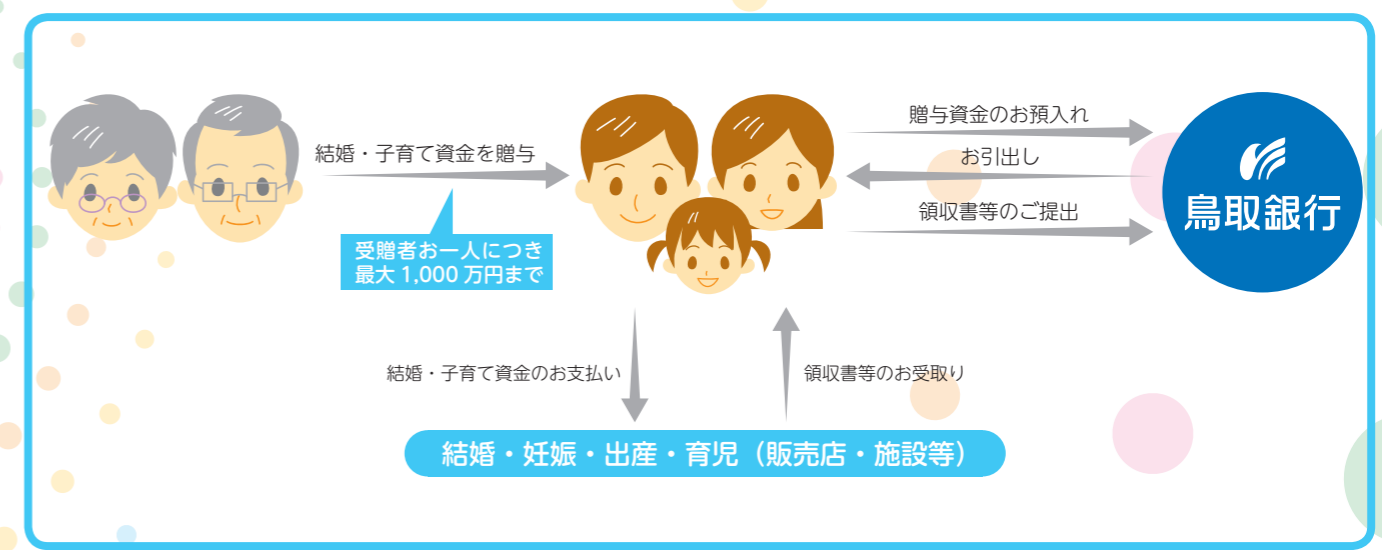 結婚・子育て資金を贈与
受贈者お一人につき
最大1,000万円まで
贈与資金のお預入れ
お引出し
領収書等のご提出
鳥取銀行
結婚・子育て資金のお支払い
領収書等のお受取り
結婚・妊娠・出産・育児（販売店・施設等）